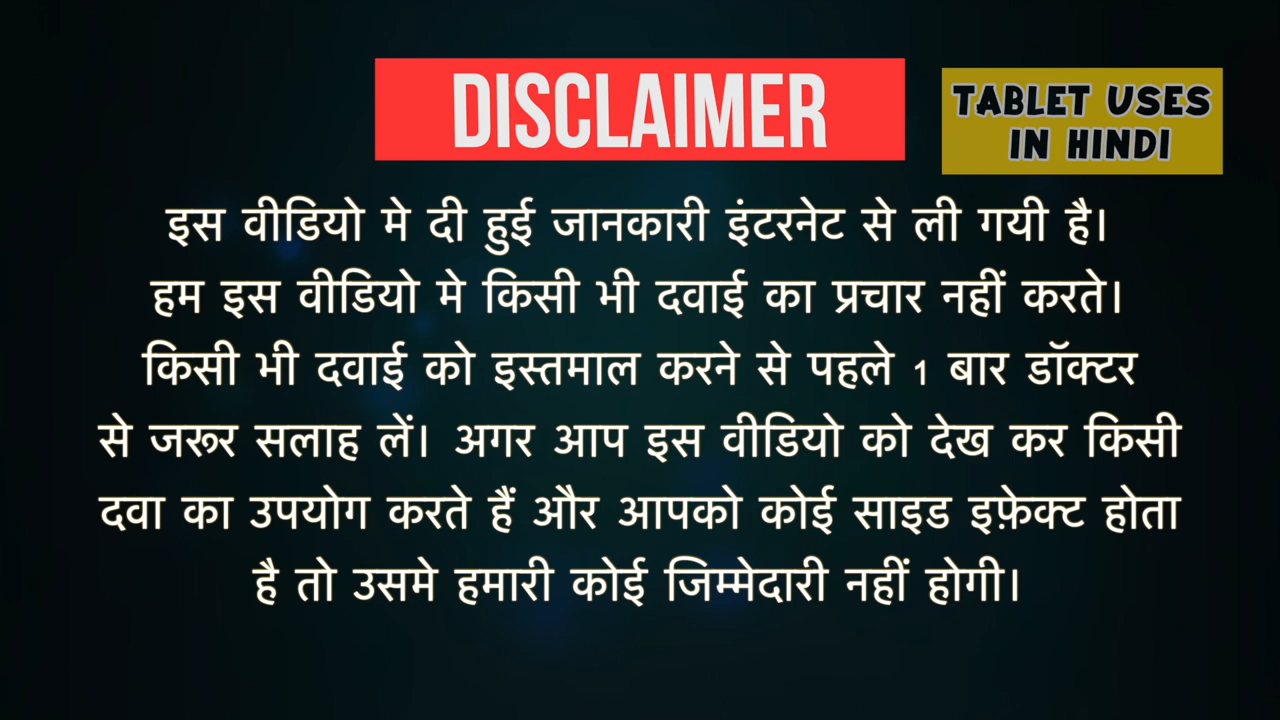 DISCLAIMER
TABLET USES
IN HINDI
इस वीडियो मे दी हुई जानकारी इंटरनेट से ली गयी है।
हम इस वीडियो मे किसी भी दवाई का प्रचार नहीं करते।
किसी भी दवाई को इस्तमाल करने से पहले 1 बार डॉक्टर
से जरूर सलाह लें। अगर आप इस वीडियो को देख कर किसी
दवा का उपयोग करते हैं और आपको कोई साइड इफ़ेक्ट होता
है तो उसमे हमारी कोई जिम्मेदारी नहीं होगी।